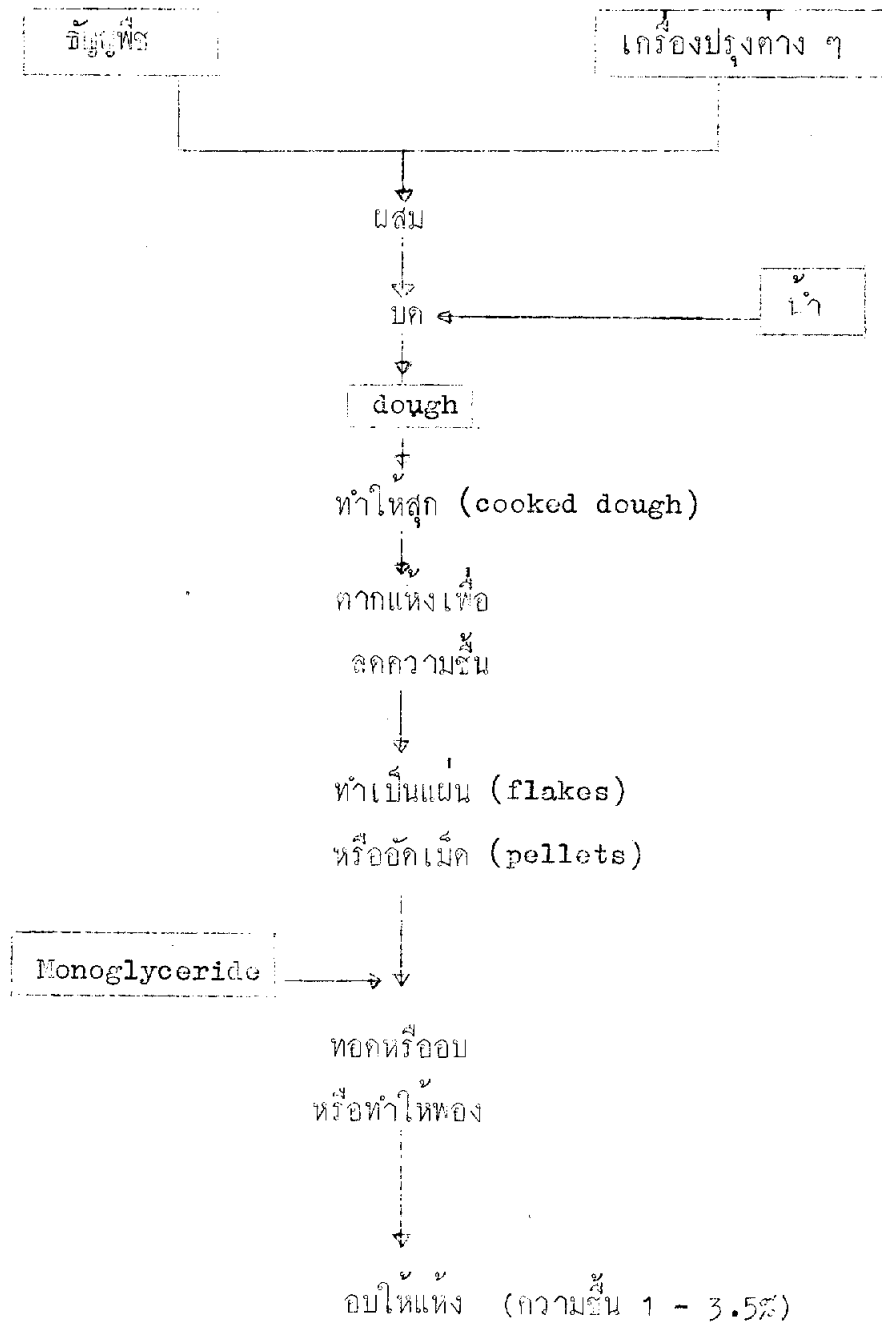 ธัญญพืช
เครื่องปรุงต่าง ๆ
ผสม
บด
น้ำ
dough
ทำให้สุก (cooked dough)
ตากแห้งเพื่อ
ลดความชื้น
ทำเป็นแผ่น (flakes)
หรืออัดเม็ด (pellets)
Monoglyceride
ทอดหรืออบ
หรือทำให้พอง
อบให้แห้ง (ความชื้น 1 - 3.5%)